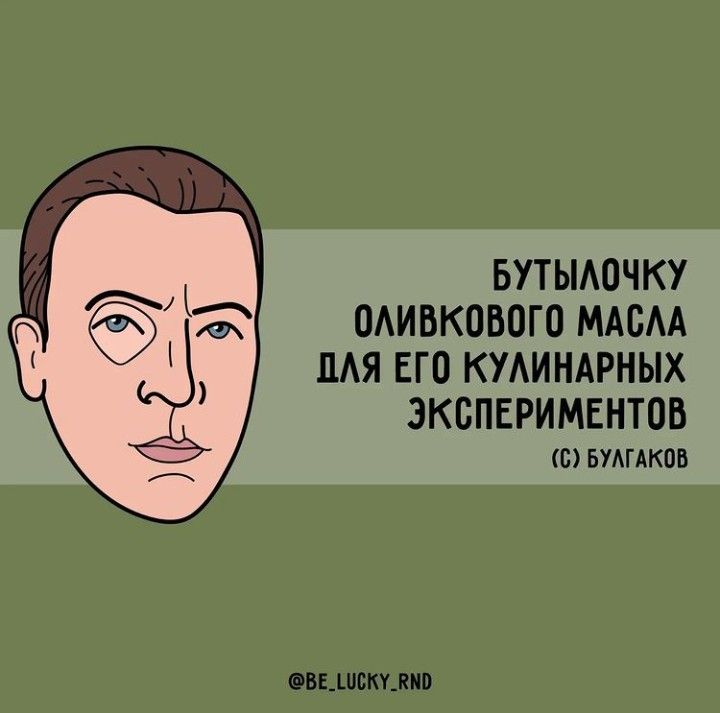 БУТЫЛОЧКУ
ОЛИВКОВОГО МАСЛА
ДЛЯ ЕГО КУЛИНАРНЫХ
ЭКСПЕРИМЕНТОВ
(С) БУЛГАКОВ
@BE_LUCKY_RND